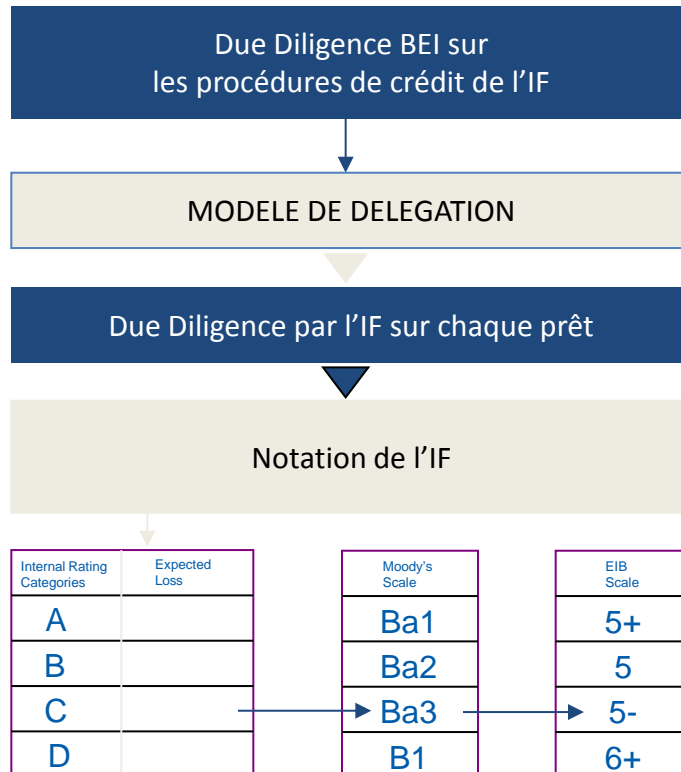 Due Diligence BEI sur
les procédures de crédit de l’IF
MODELE DE DELEGATION
Due Diligence par l’IF sur chaque prêt
Notation de l’IF
Internal Rating
Categories
Expected
Loss
Moody’s
Scale
EIB
Scale
A
Ba1
5+
B
Ba2
5
C
Ba3
5-
D
B1
6+